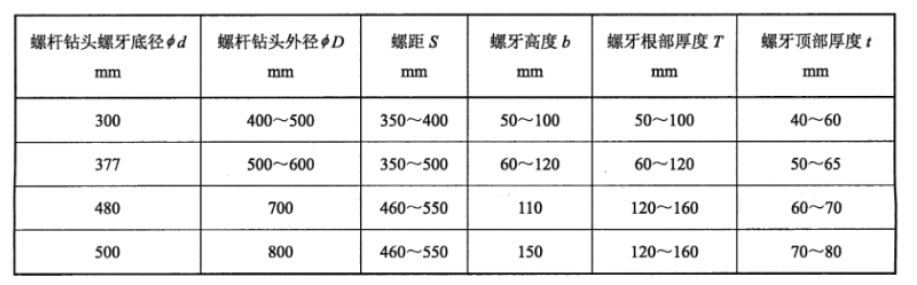 螺杆钻头螺牙底径φd 螺杆钻头外径φD 螺距 S 螺牙高度 b 螺牙根部厚度 T 螺牙顶部厚度 t
mm mm mm mm mm mm
300 400～500 350～400 50～100 50～100 40～60
377 500～600 350～500 60～120 60～120 50～65
480 700 460～550 110 120～160 60～70
500 800 460～550 150 120～160 70～80